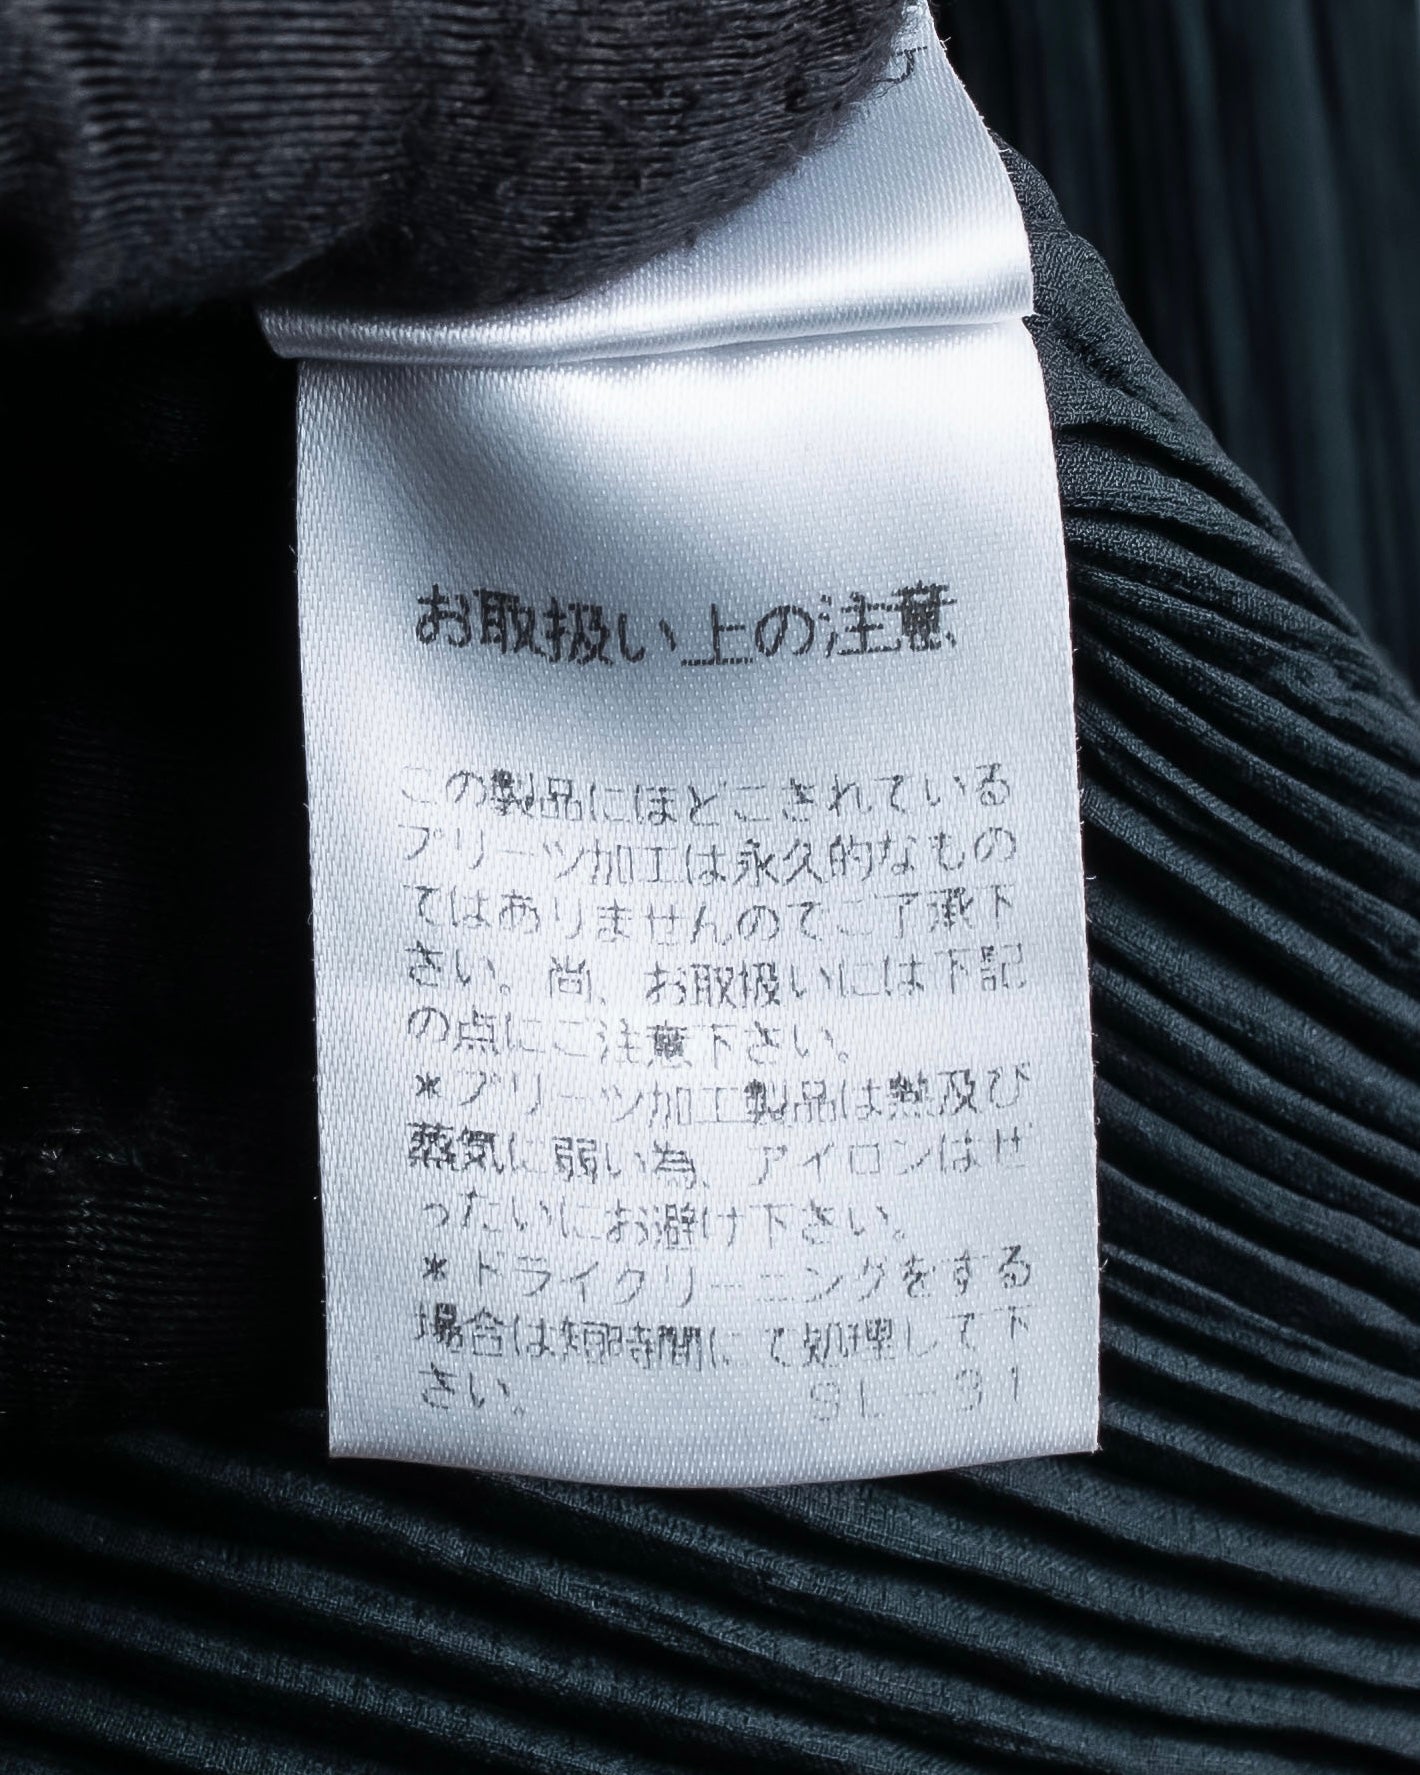 お取扱い上の注意
この製品にほどこされている
プリーツ加工は永久的なもの
ではありませんのでご了承下
さい。尚、お取扱いには下記
の点にご注意下さい。
*プリーツ加工製品は熱及び
蒸気に弱い為、アイロンはぜ
ったいにお避け下さい。
*ドライクリーニングをする
場合は短時間にて処理して下
さい。 SL-31